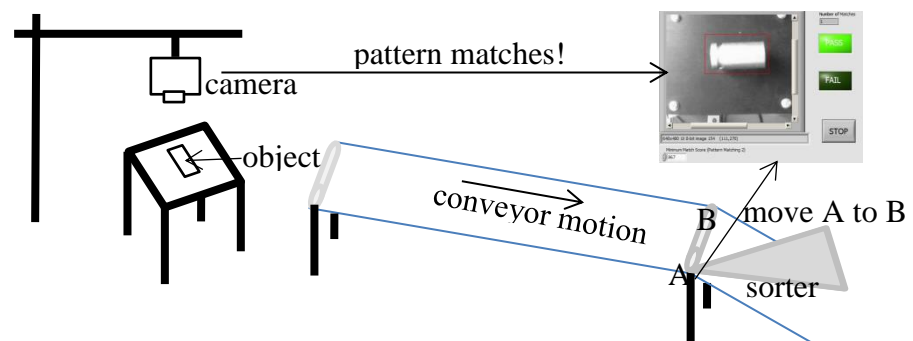 Number of Matches
pattern matches!
PASS
camera
FAIL
STOP
object
Minimum Match Score (Pattern Matching 2)
conveyor motion
B
move A to B
A
sorter